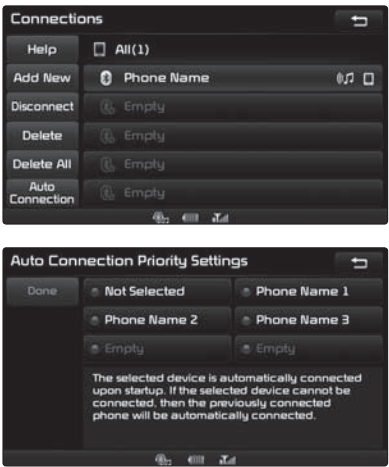 Connections
Help
All(1)
Add New
Phone Name
Disconnect
Empty
Delete
Empty
Delete All
Empty
Auto
Connection
Empty
Auto Connection Priority Settings
Done
Not Selected
Phone Name 1
Phone Name 2
Phone Name 3
Empty
Empty
The selected device is automatically connected
upon startup. If the selected device cannot be
connected, then the previously connected
phone will be automatically connected.